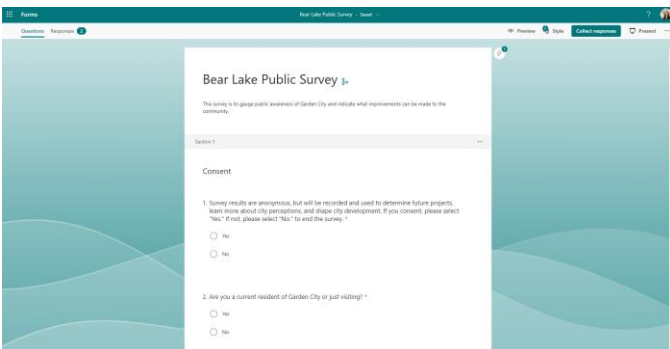 Forms
Bear Lake Public Survey - Saved
?
Questions
Responses 2
Preview
Style
Collect responses
Present
Bear Lake Public Survey
This survey is to gauge public awareness of Garden City and indicate what improvements can be made to the
community.
Section 1
Consent
1. Survey results are anonymous, but will be recorded and used to determine future projects,
learn more about city perceptions, and shape city development. If you consent, please select
"Yes." If not, please select "No." to end the survey. *
Yes
No
2. Are you a current resident of Garden City or just visiting? *
Yes
No